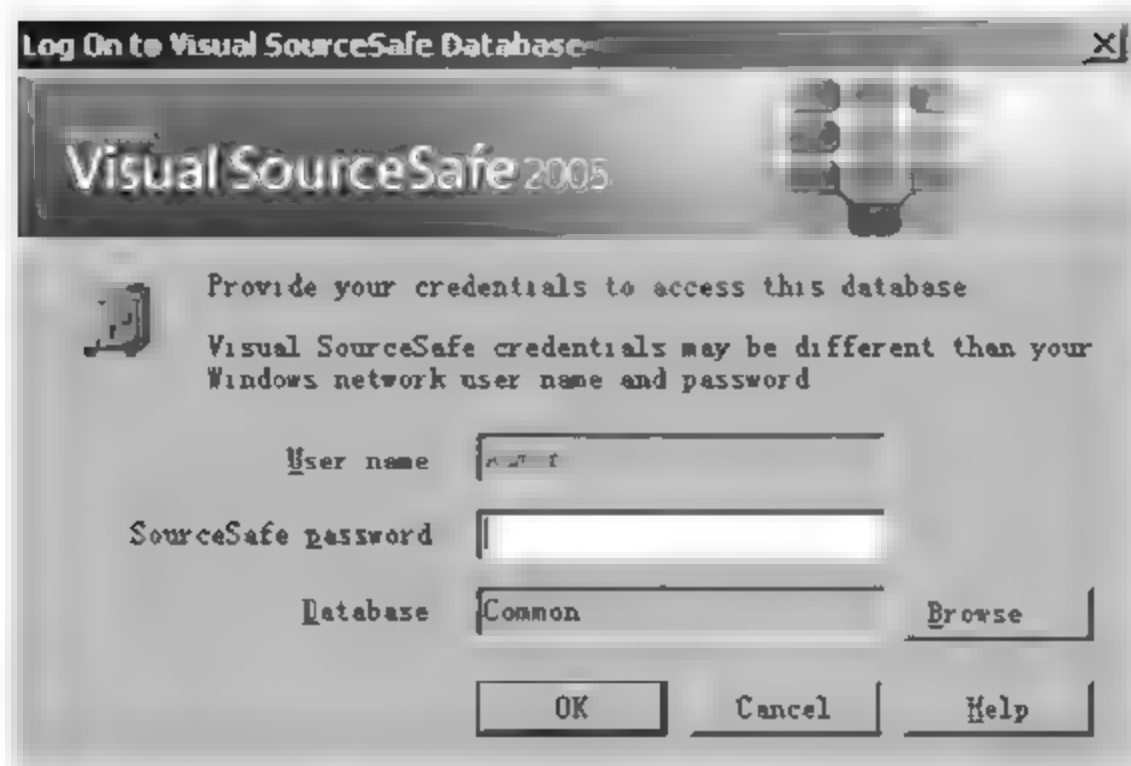 Log On to Visual SourceSafe Database
Visual SourceSafe 2005
Provide your credentials to access this database
Visual SourceSafe credentials may be different than your
Windows network user name and password
User name
SourceSafe password
Database Common Browse
OK Cancel Help